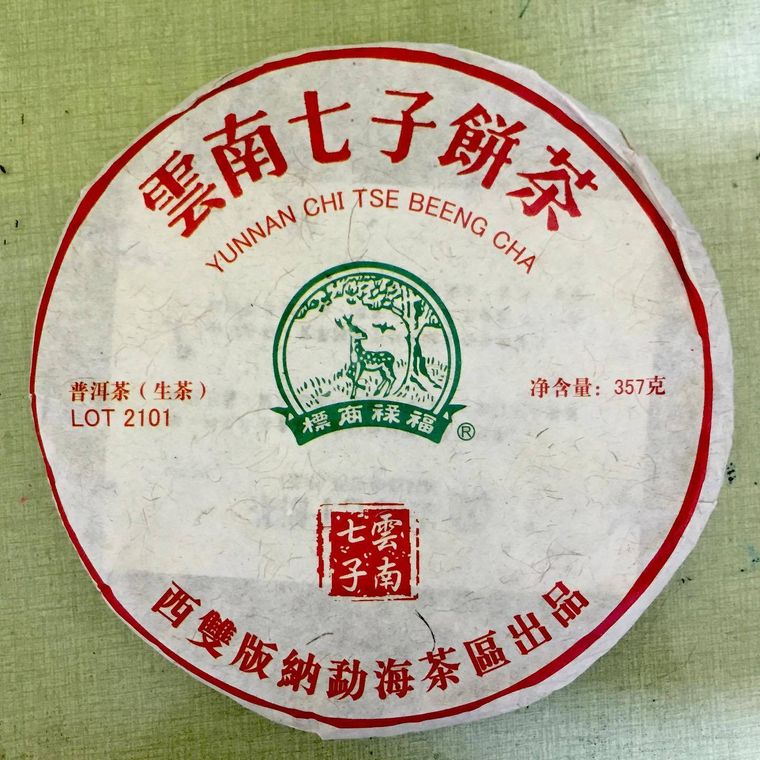 雲南七子餅茶
YUNNAN CHI TSE BEENG CHA
普洱茶（生茶）
LOT 2101
净含量：357克
福禄商標
®
雲南
七子
西雙版納勐海茶區出品